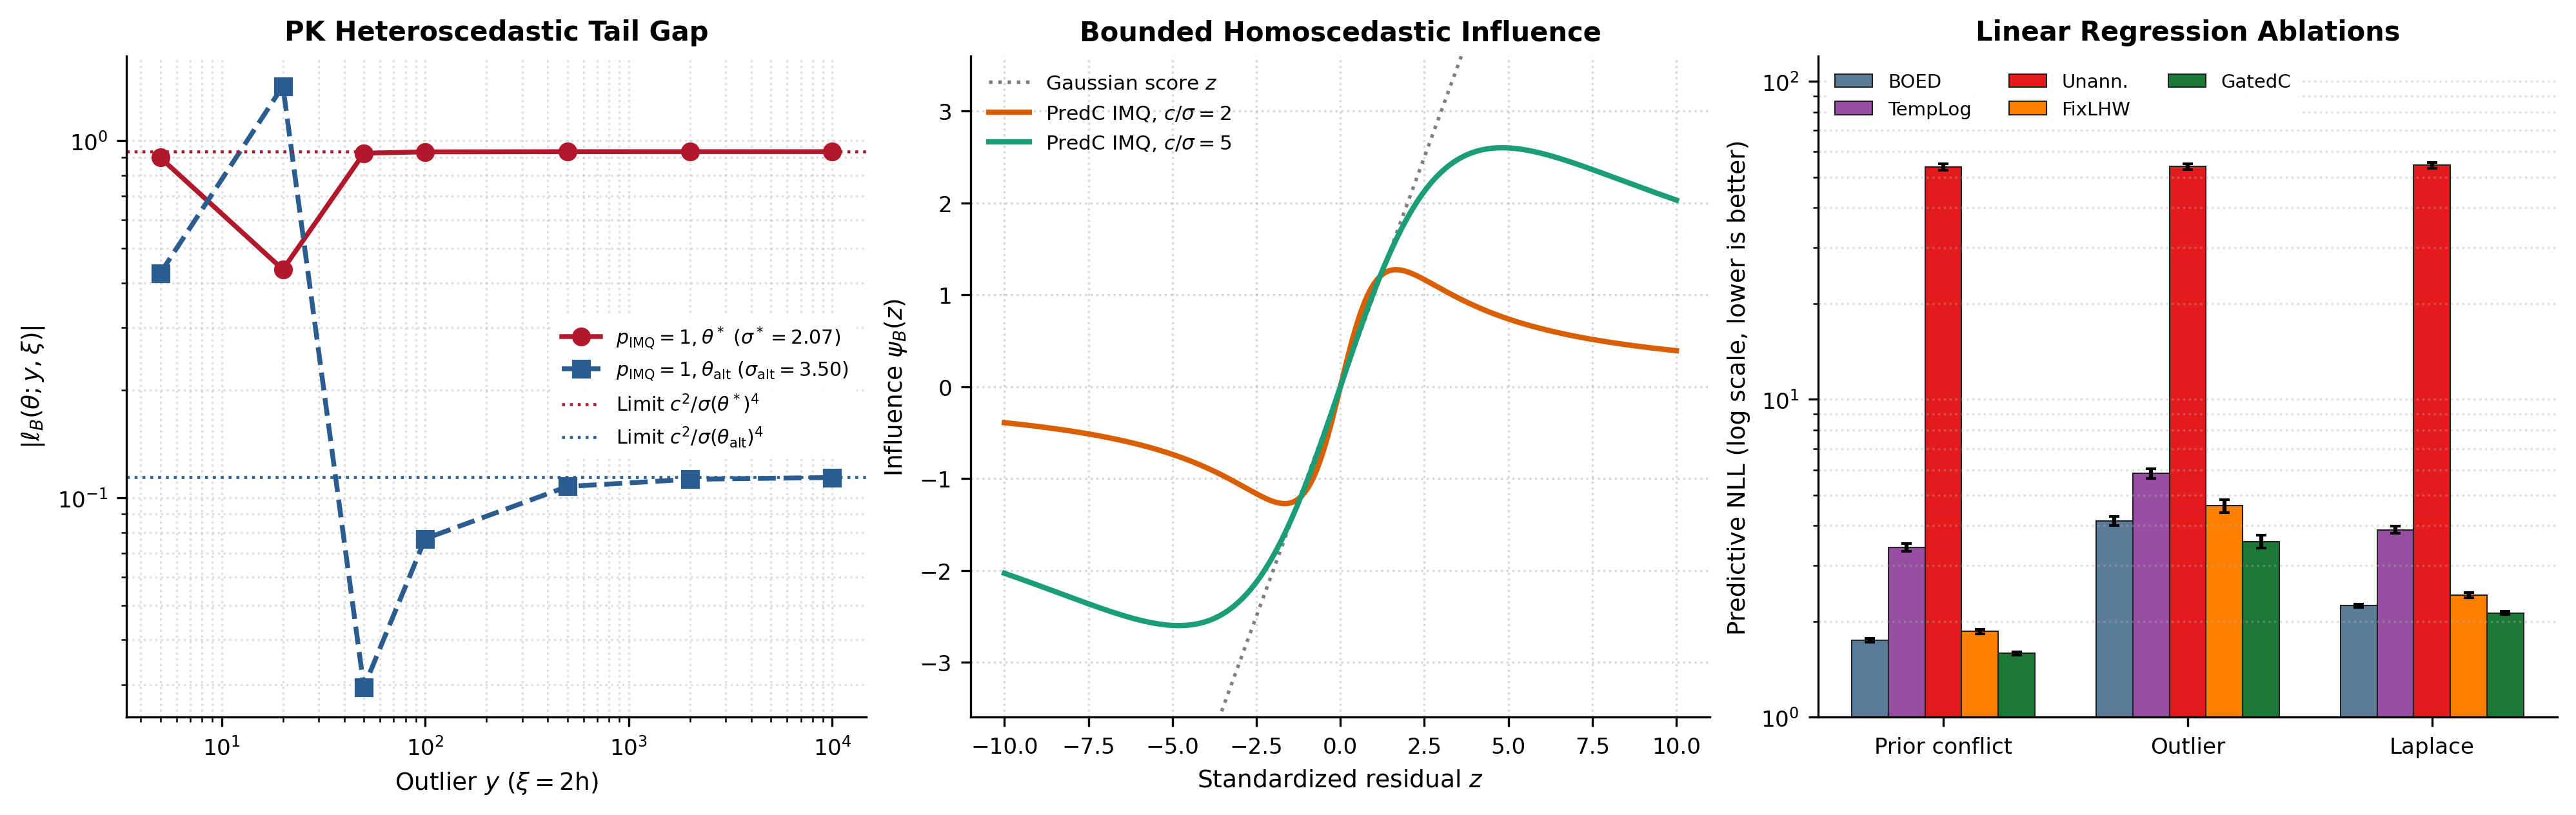 PK Heteroscedastic Tail Gap
|ℓ_B(θ; y, ξ)|
10^0
10^−1
p_IMQ = 1, θ* (σ* = 2.07)
p_IMQ = 1, θ_alt (σ_alt = 3.50)
Limit c^2/σ(θ*)^4
Limit c^2/σ(θ_alt)^4
10^1 10^2 10^3 10^4
Outlier y (ξ = 2h)
Bounded Homoscedastic Influence
Influence ψ_B(z)
Gaussian score z
PredC IMQ, c/σ = 2
PredC IMQ, c/σ = 5
3
2
1
0
−1
−2
−3
−10.0 −7.5 −5.0 −2.5 0.0 2.5 5.0 7.5 10.0
Standardized residual z
Linear Regression Ablations
Predictive NLL (log scale, lower is better)
BOED Unann. GatedC
TempLog FixLHW
10^2
10^1
10^0
Prior conflict Outlier Laplace